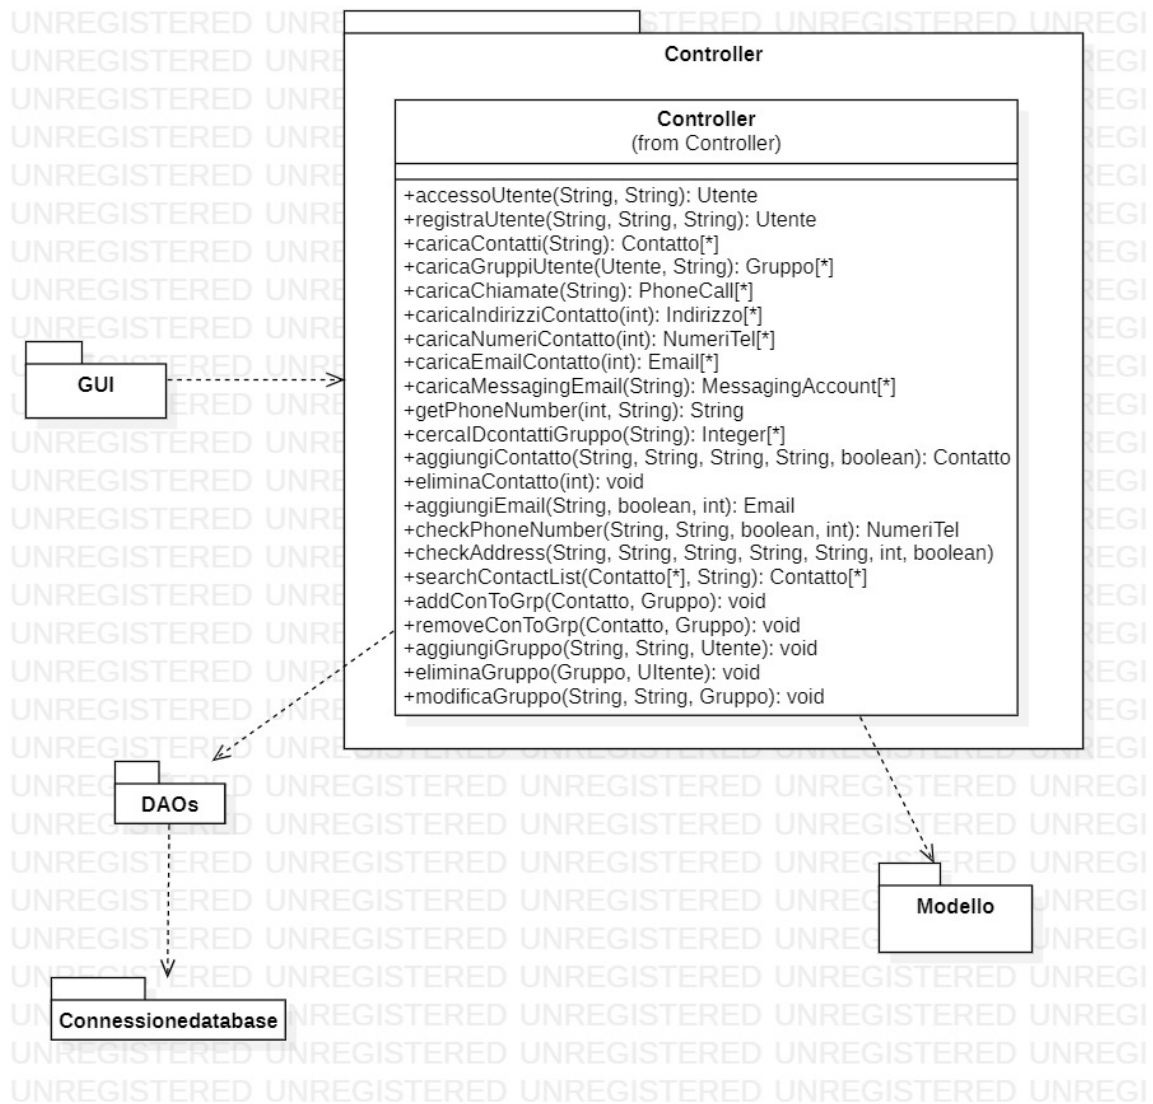 Controller
Controller
(from Controller)
+accessoUtente(String, String): Utente
+registraUtente(String, String, String): Utente
+caricaContatti(String): Contatto[*]
+caricaGruppiUtente(Utente, String): Gruppo[*]
+caricaChiamate(String): PhoneCall[*]
+caricaIndirizziContatto(int): Indirizzo[*]
+caricaNumeriContatto(int): NumeriTel[*]
+caricaEmailContatto(int): Email[*]
+caricaMessagingEmail(String): MessagingAccount[*]
+getPhoneNumber(int, String): String
+cercaIDcontattiGruppo(String): Integer[*]
+aggiungiContatto(String, String, String, String, boolean): Contatto
+eliminaContatto(int): void
+aggiungiEmail(String, boolean, int): Email
+checkPhoneNumber(String, String, boolean, int): NumeriTel
+checkAddress(String, String, String, String, String, int, boolean)
+searchContactList(Contatto[*], String): Contatto[*]
+addConToGrp(Contatto, Gruppo): void
+removeConToGrp(Contatto, Gruppo): void
+aggiungiGruppo(String, String, Utente): void
+eliminaGruppo(Gruppo, UItente): void
+modificaGruppo(String, String, Gruppo): void
GUI
DAOs
Modello
Connessionedatabase
UNREGISTERED